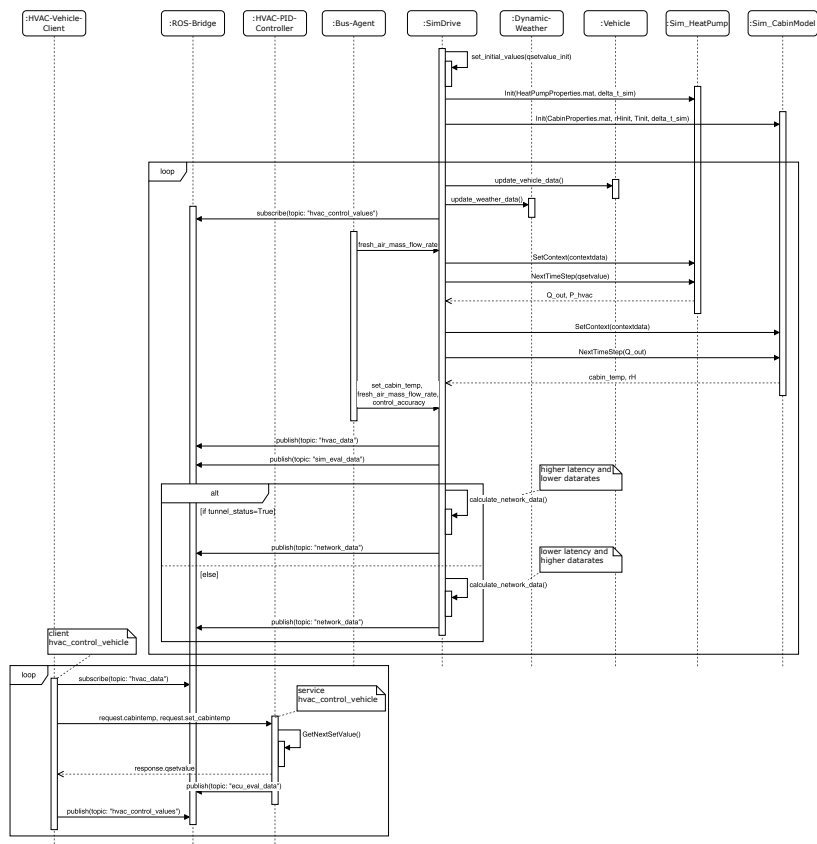 :HVAC-Vehicle-
Client
:ROS-Bridge
:HVAC-PID-
Controller
:Bus-Agent
:SimDrive
:Dynamic-
Weather
:Vehicle
:Sim_HeatPump
:Sim_CabinModel
set_initial_values(qsetvalue_init)
Init(HeatPumpProperties.mat, delta_t_sim)
Init(CabinProperties.mat, rHinit, Tinit, delta_t_sim)
loop
update_vehicle_data()
update_weather_data()
subscribe(topic: "hvac_control_values")
fresh_air_mass_flow_rate
SetContext(contextdata)
NextTimeStep(qsetvalue)
Q_out, P_hvac
SetContext(contextdata)
NextTimeStep(Q_out)
cabin_temp, rH
set_cabin_temp,
fresh_air_mass_flow_rate,
control_accuracy
publish(topic: "hvac_data")
publish(topic: "sim_eval_data")
higher latency and
lower datarates
alt
calculate_network_data()
[if tunnel_status=True]
publish(topic: "network_data")
lower latency and
higher datarates
[else]
calculate_network_data()
publish(topic: "network_data")
client
hvac_control_vehicle
loop
subscribe(topic: "hvac_data")
service
hvac_control_vehicle
request.cabintemp, request.set_cabintemp
GetNextSetValue()
response.qsetvalue
publish(topic: "ecu_eval_data")
publish(topic: "hvac_control_values")